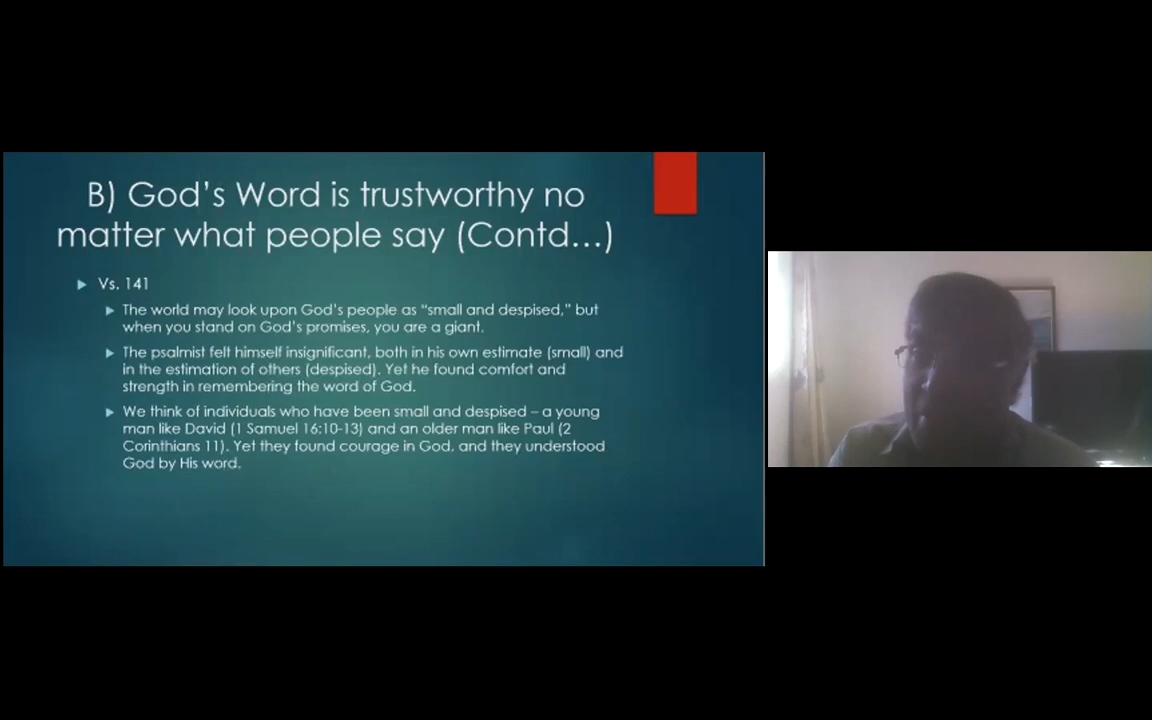 B) God's Word is trustworthy no
matter what people say (Contd...)
Vs. 141
The world may look upon God's people as “small and despised,” but
when you stand on God's promises, you are a giant.
The psalmist felt himself insignificant, both in his own estimate (small) and
in the estimation of others (despised). Yet he found comfort and
strength in remembering the word of God.
We think of individuals who have been small and despised – a young
man like David (1 Samuel 16:10-13) and an older man like Paul (2
Corinthians 11). Yet they found courage in God, and they understood
God by His word.